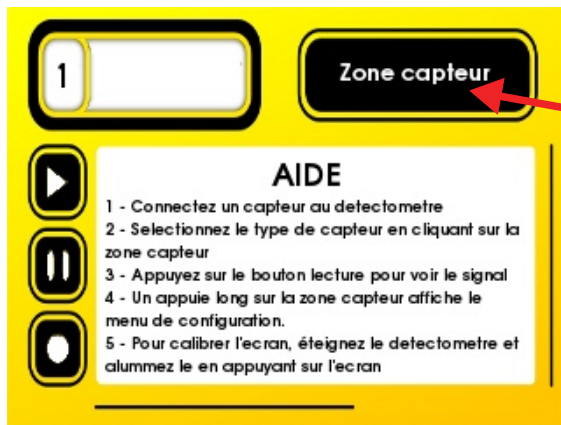 1
Zone capteur
AIDE
1 - Connectez un capteur au detectometre
2 - Selectionnez le type de capteur en cliquant sur la
zone capteur
3 - Appuyez sur le bouton lecture pour voir le signal
4 - Un appuie long sur la zone capteur affiche le
menu de configuration.
5 - Pour calibrer l'ecran, éteignez le detectometre et
alummez le en appuyant sur l'ecran